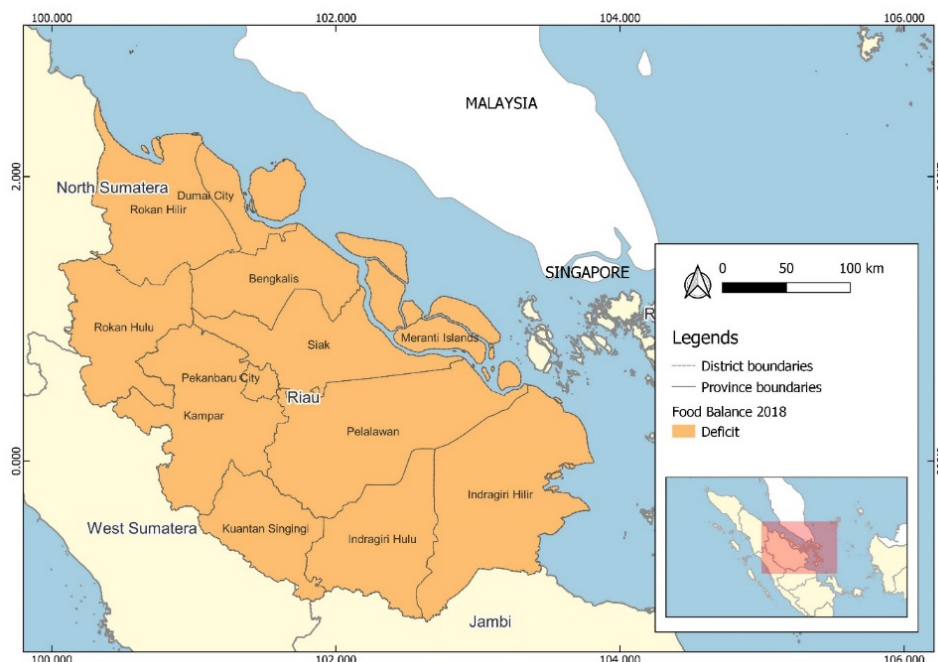 100.000
102.000
104.000
106.000
MALAYSIA
2.000
North Sumatera
Dumai City
Rokan Hilir
SINGAPORE
0
50
100 km
Bengkalis
R
Rokan Hulu
Meranti Islands
Siak
Legends
District boundaries
Province boundaries
Pekanbaru City
Riau
Food Balance 2018
Deficit
Kampar
Pelalawan
0.000
Indragiri Hilir
West Sumatera
Kuantan Singingi
Indragiri Hulu
Jambi
100.000
102.000
104.000
106.000